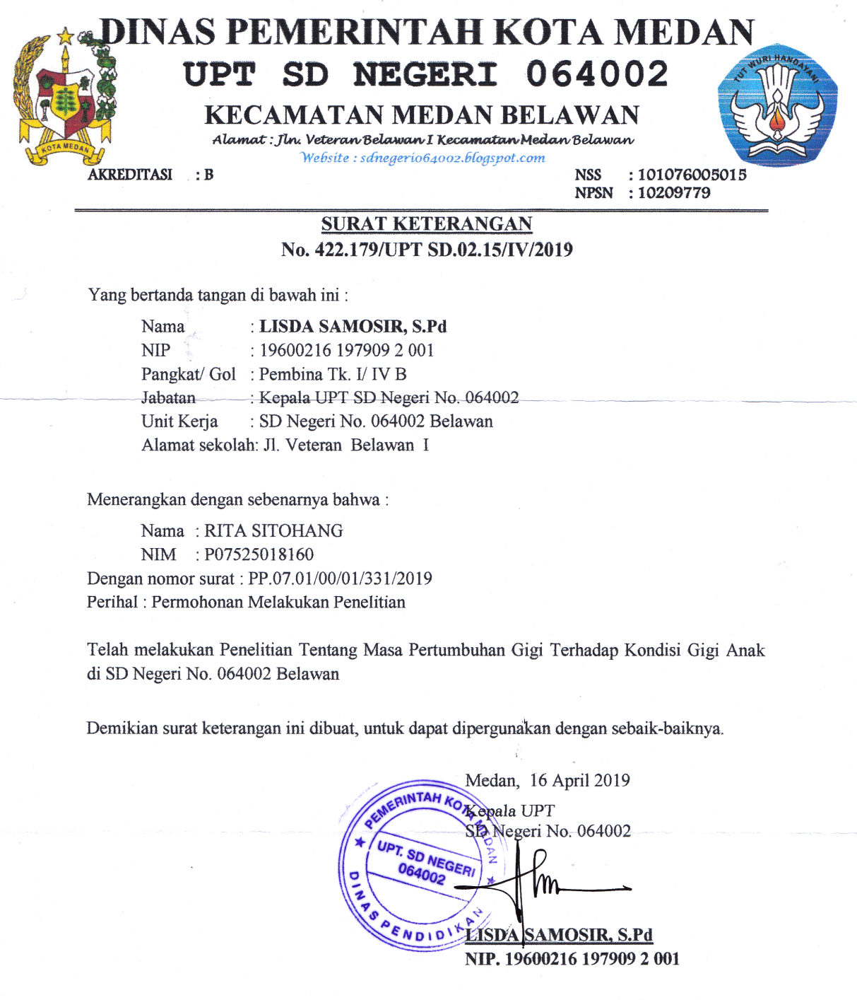 DINAS PEMERINTAH KOTA MEDAN
UPT SD NEGERI 064002
KECAMATAN MEDAN BELAWAN
Alamat : Jln. Veteran Belawan I Kecamatan Medan Belawan
Website : sdnegeri064002.blogspot.com
KOTA MEDAN
TUT WURI HANDAYANI
AKREDITASI : B
NSS : 101076005015
NPSN : 10209779
SURAT KETERANGAN
No. 422.179/UPT SD.02.15/IV/2019
Yang bertanda tangan di bawah ini :
Nama : LISDA SAMOSIR, S.Pd
NIP : 19600216 197909 2 001
Pangkat/ Gol : Pembina Tk. I/ IV B
Jabatan : Kepala UPT SD Negeri No. 064002
Unit Kerja : SD Negeri No. 064002 Belawan
Alamat sekolah: Jl. Veteran Belawan I
Menerangkan dengan sebenarnya bahwa :
Nama : RITA SITOHANG
NIM : P07525018160
Dengan nomor surat : PP.07.01/00/01/331/2019
Perihal : Permohonan Melakukan Penelitian
Telah melakukan Penelitian Tentang Masa Pertumbuhan Gigi Terhadap Kondisi Gigi Anak
di SD Negeri No. 064002 Belawan
Demikian surat keterangan ini dibuat, untuk dapat dipergunakan dengan sebaik-baiknya.
Medan, 16 April 2019
Kepala UPT
SD Negeri No. 064002
PEMERINTAH KOTA MEDAN
UPT. SD NEGERI
064002
DINAS PENDIDIKAN
LISDA SAMOSIR, S.Pd
NIP. 19600216 197909 2 001